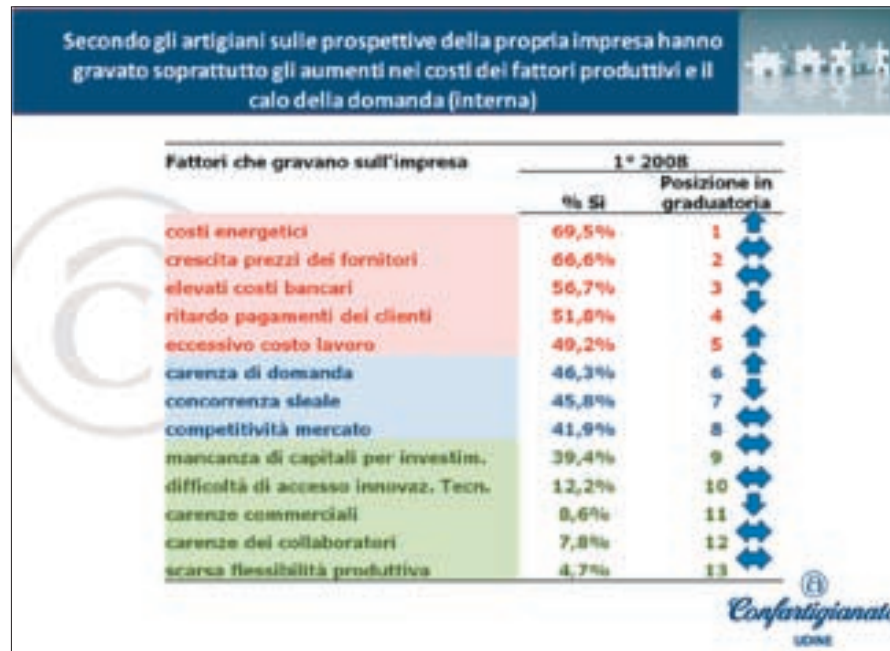 Secondo gli artigiani sulle prospettive della propria impresa hanno
gravato soprattutto gli aumenti nei costi dei fattori produttivi e il
calo della domanda (interna)
Fattori che gravano sull'impresa 1° 2008
% Sì Posizione in graduatoria
costi energetici 69,5% 1
crescita prezzi dei fornitori 66,6% 2
elevati costi bancari 56,7% 3
ritardo pagamenti dei clienti 51,8% 4
eccessivo costo lavoro 49,2% 5
carenza di domanda 46,3% 6
concorrenza sleale 45,8% 7
competitività mercato 41,9% 8
mancanza di capitali per investim. 39,4% 9
difficoltà di accesso innovaz. Tecn. 12,2% 10
carenze commerciali 8,6% 11
carenze dei collaboratori 7,8% 12
scarsa flessibilità produttiva 4,7% 13
Confartigianato
UDINE